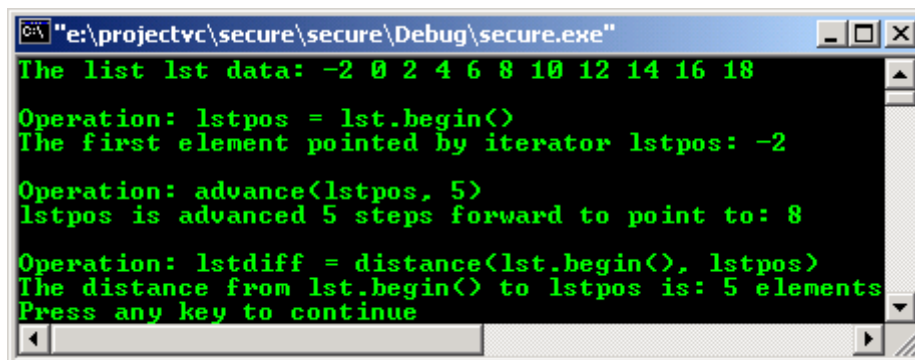 "e:\projectvc\secure\secure\Debug\secure.exe"
The list lst data: -2 0 2 4 6 8 10 12 14 16 18
Operation: lstpos = lst.begin()
The first element pointed by iterator lstpos: -2
Operation: advance(lstpos, 5)
lstpos is advanced 5 steps forward to point to: 8
Operation: lstdiff = distance(lst.begin(), lstpos)
The distance from lst.begin() to lstpos is: 5 elements
Press any key to continue